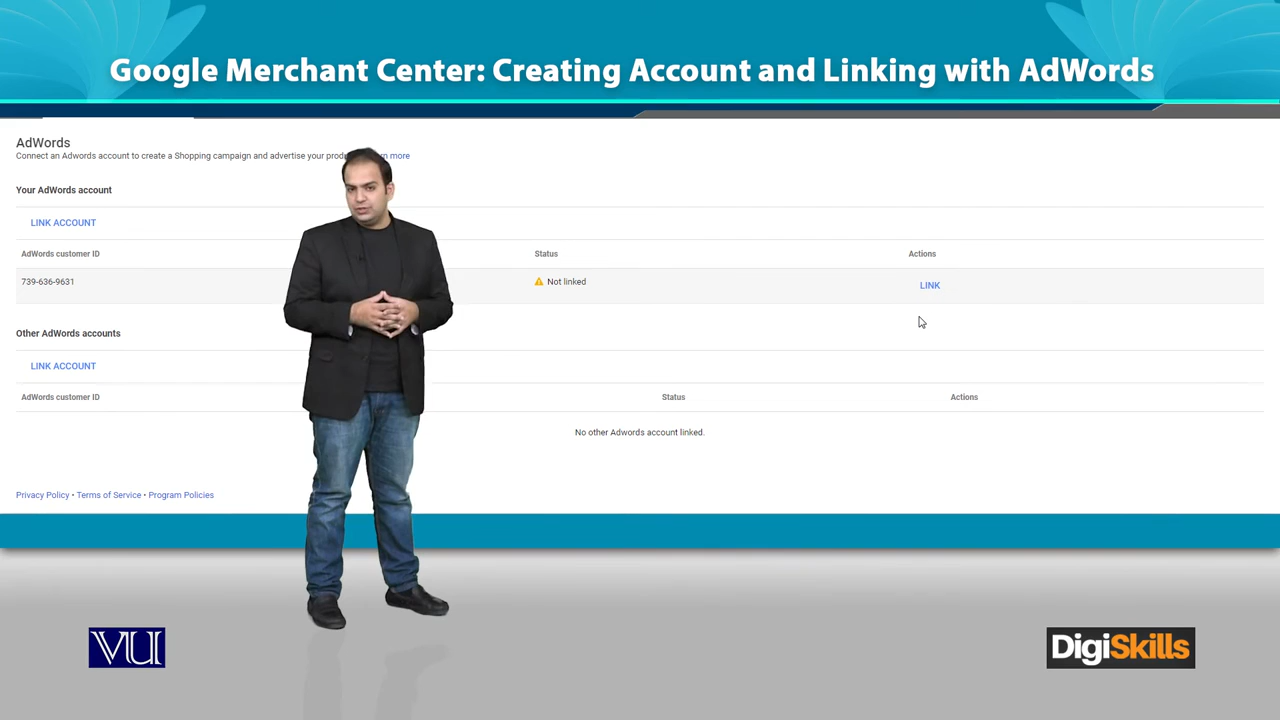 Google Merchant Center: Creating Account and Linking with AdWords
AdWords
Connect an Adwords account to create a Shopping campaign and advertise your more
Your AdWords account
LINK ACCOUNT
AdWords customer ID Status Actions
739-636-9631 Not linked LINK
Other AdWords accounts
LINK ACCOUNT
AdWords customer ID Status Actions
No other Adwords account linked.
Privacy Policy • Terms of Service • Program Policies
VU DigiSkills